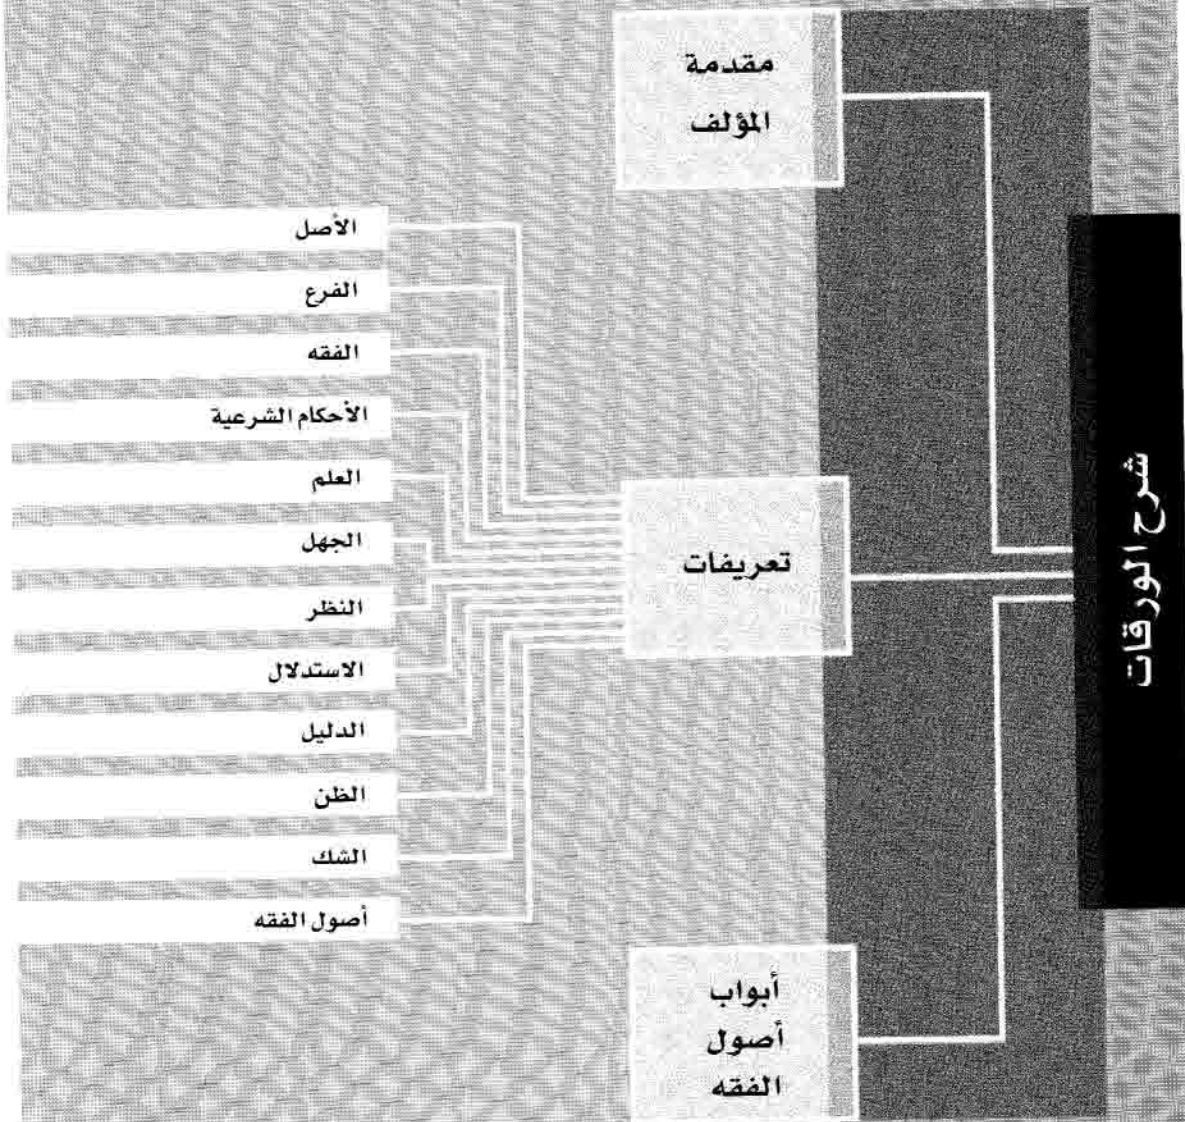 شرح الورقات
مقدمة
المؤلف
تعريفات
الأصل
الفرع
الفقه
الأحكام الشرعية
العلم
الجهل
النظر
الاستدلال
الدليل
الظن
الشك
أصول الفقه
أبواب
أصول
الفقه